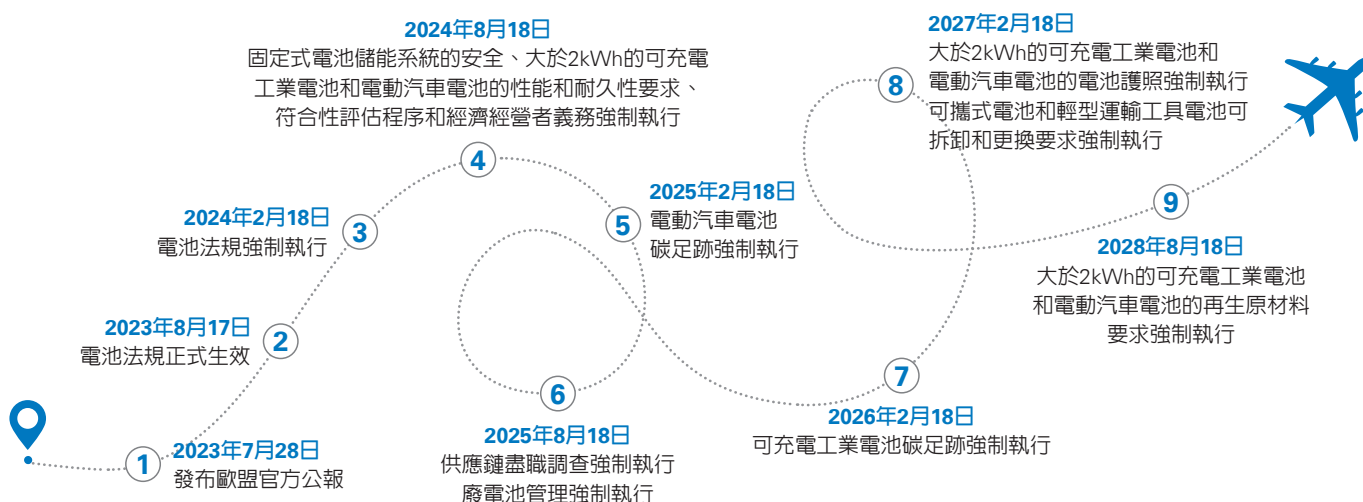 1
2023年7月28日
發布歐盟官方公報
2
2023年8月17日
電池法規正式生效
3
2024年2月18日
電池法規強制執行
4
2024年8月18日
固定式電池儲能系統的安全、大於2kWh的可充電
工業電池和電動汽車電池的性能和耐久性要求、
符合性評估程序和經濟經營者義務強制執行
5
2025年2月18日
電動汽車電池
碳足跡強制執行
6
2025年8月18日
供應鏈盡職調查強制執行
廢電池管理強制執行
7
2026年2月18日
可充電工業電池碳足跡強制執行
8
2027年2月18日
大於2kWh的可充電工業電池和
電動汽車電池的電池護照強制執行
可攜式電池和輕型運輸工具電池可
拆卸和更換要求強制執行
9
2028年8月18日
大於2kWh的可充電工業電池
和電動汽車電池的再生原材料
要求強制執行